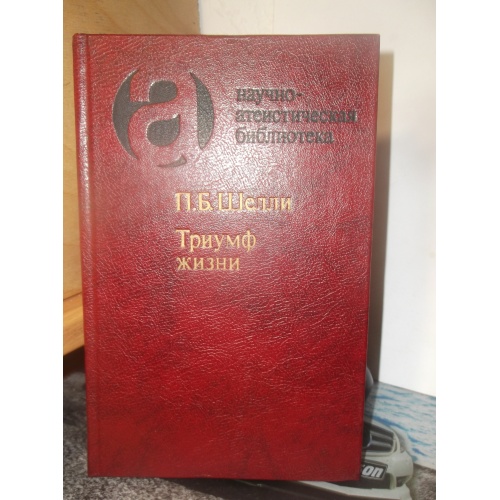 а
научно-
атеистическая
библиотека
П.Б.Шелли
Триумф
жизни